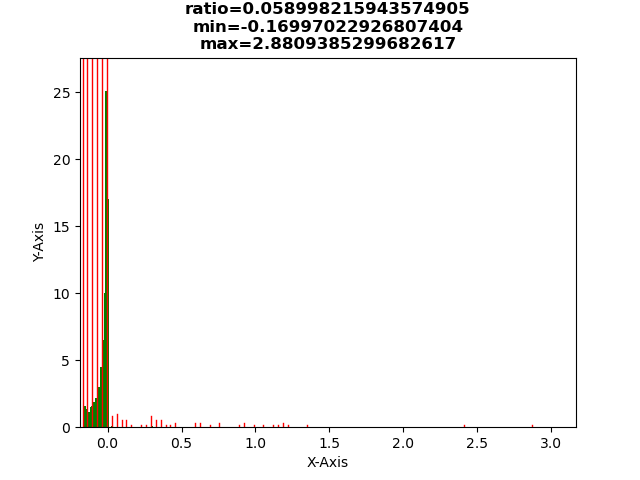 ratio=0.058998215943574905
min=-0.16997022926807404
max=2.8809385299682617
25
20
15
10
5
0
Y-Axis
0.0 0.5 1.0 1.5 2.0 2.5 3.0
X-Axis